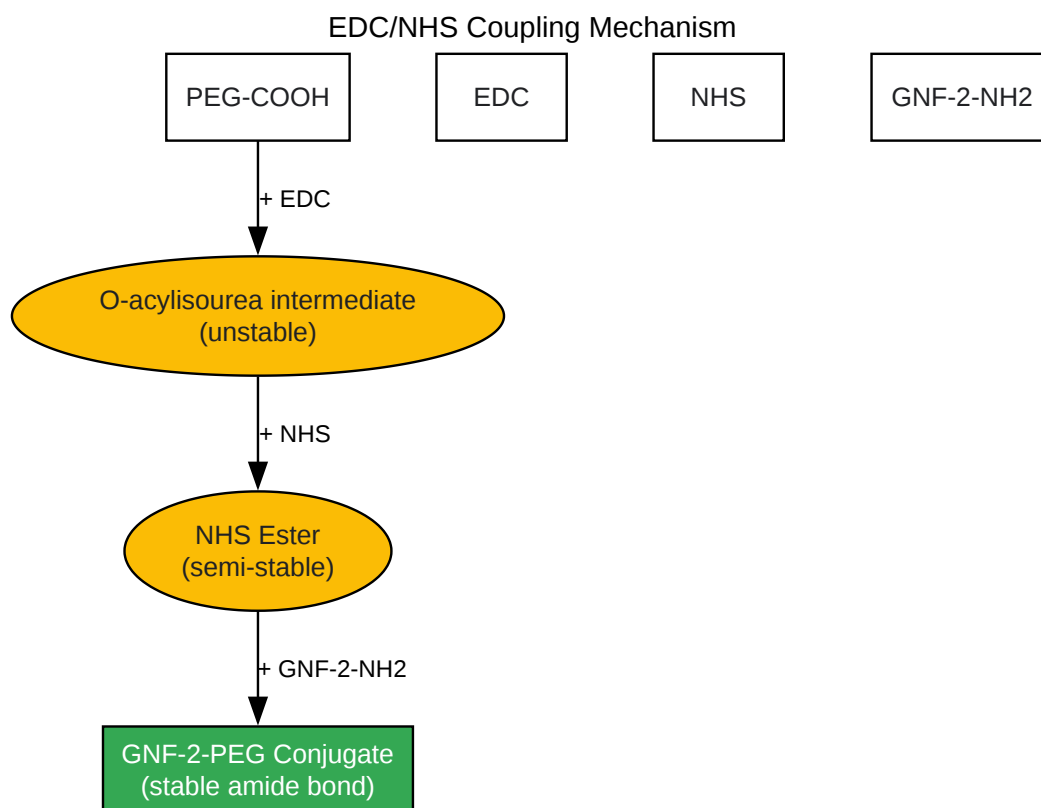 EDC/NHS Coupling Mechanism
PEG-COOH
EDC
NHS
GNF-2-NH2
+ EDC
O-acylisourea intermediate
(unstable)
+ NHS
NHS Ester
(semi-stable)
+ GNF-2-NH2
GNF-2-PEG Conjugate
(stable amide bond)